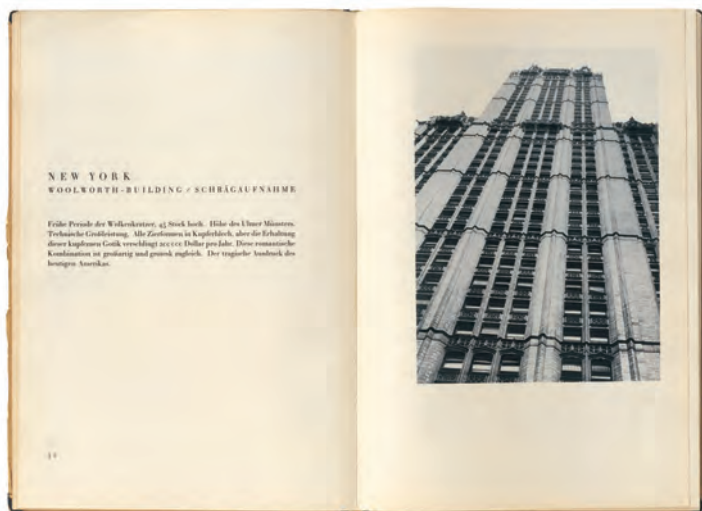 NEW YORK
WOOLWORTH-BUILDING / SCHRÄGAUFNAHME
Frühe Periode der Wolkenkratzer, 45 Stock hoch. Höhe des Ulmer Münsters.
Technische Großleistung. Alle Zierformen in Kupferblech, aber die Erhaltung
dieser kupfernen Gotik verschlingt Dollar pro Jahr. Diese romantische
Kombination ist großartig und grotesk zugleich. Der tragische Ausdruck des
heutigen Amerikas.